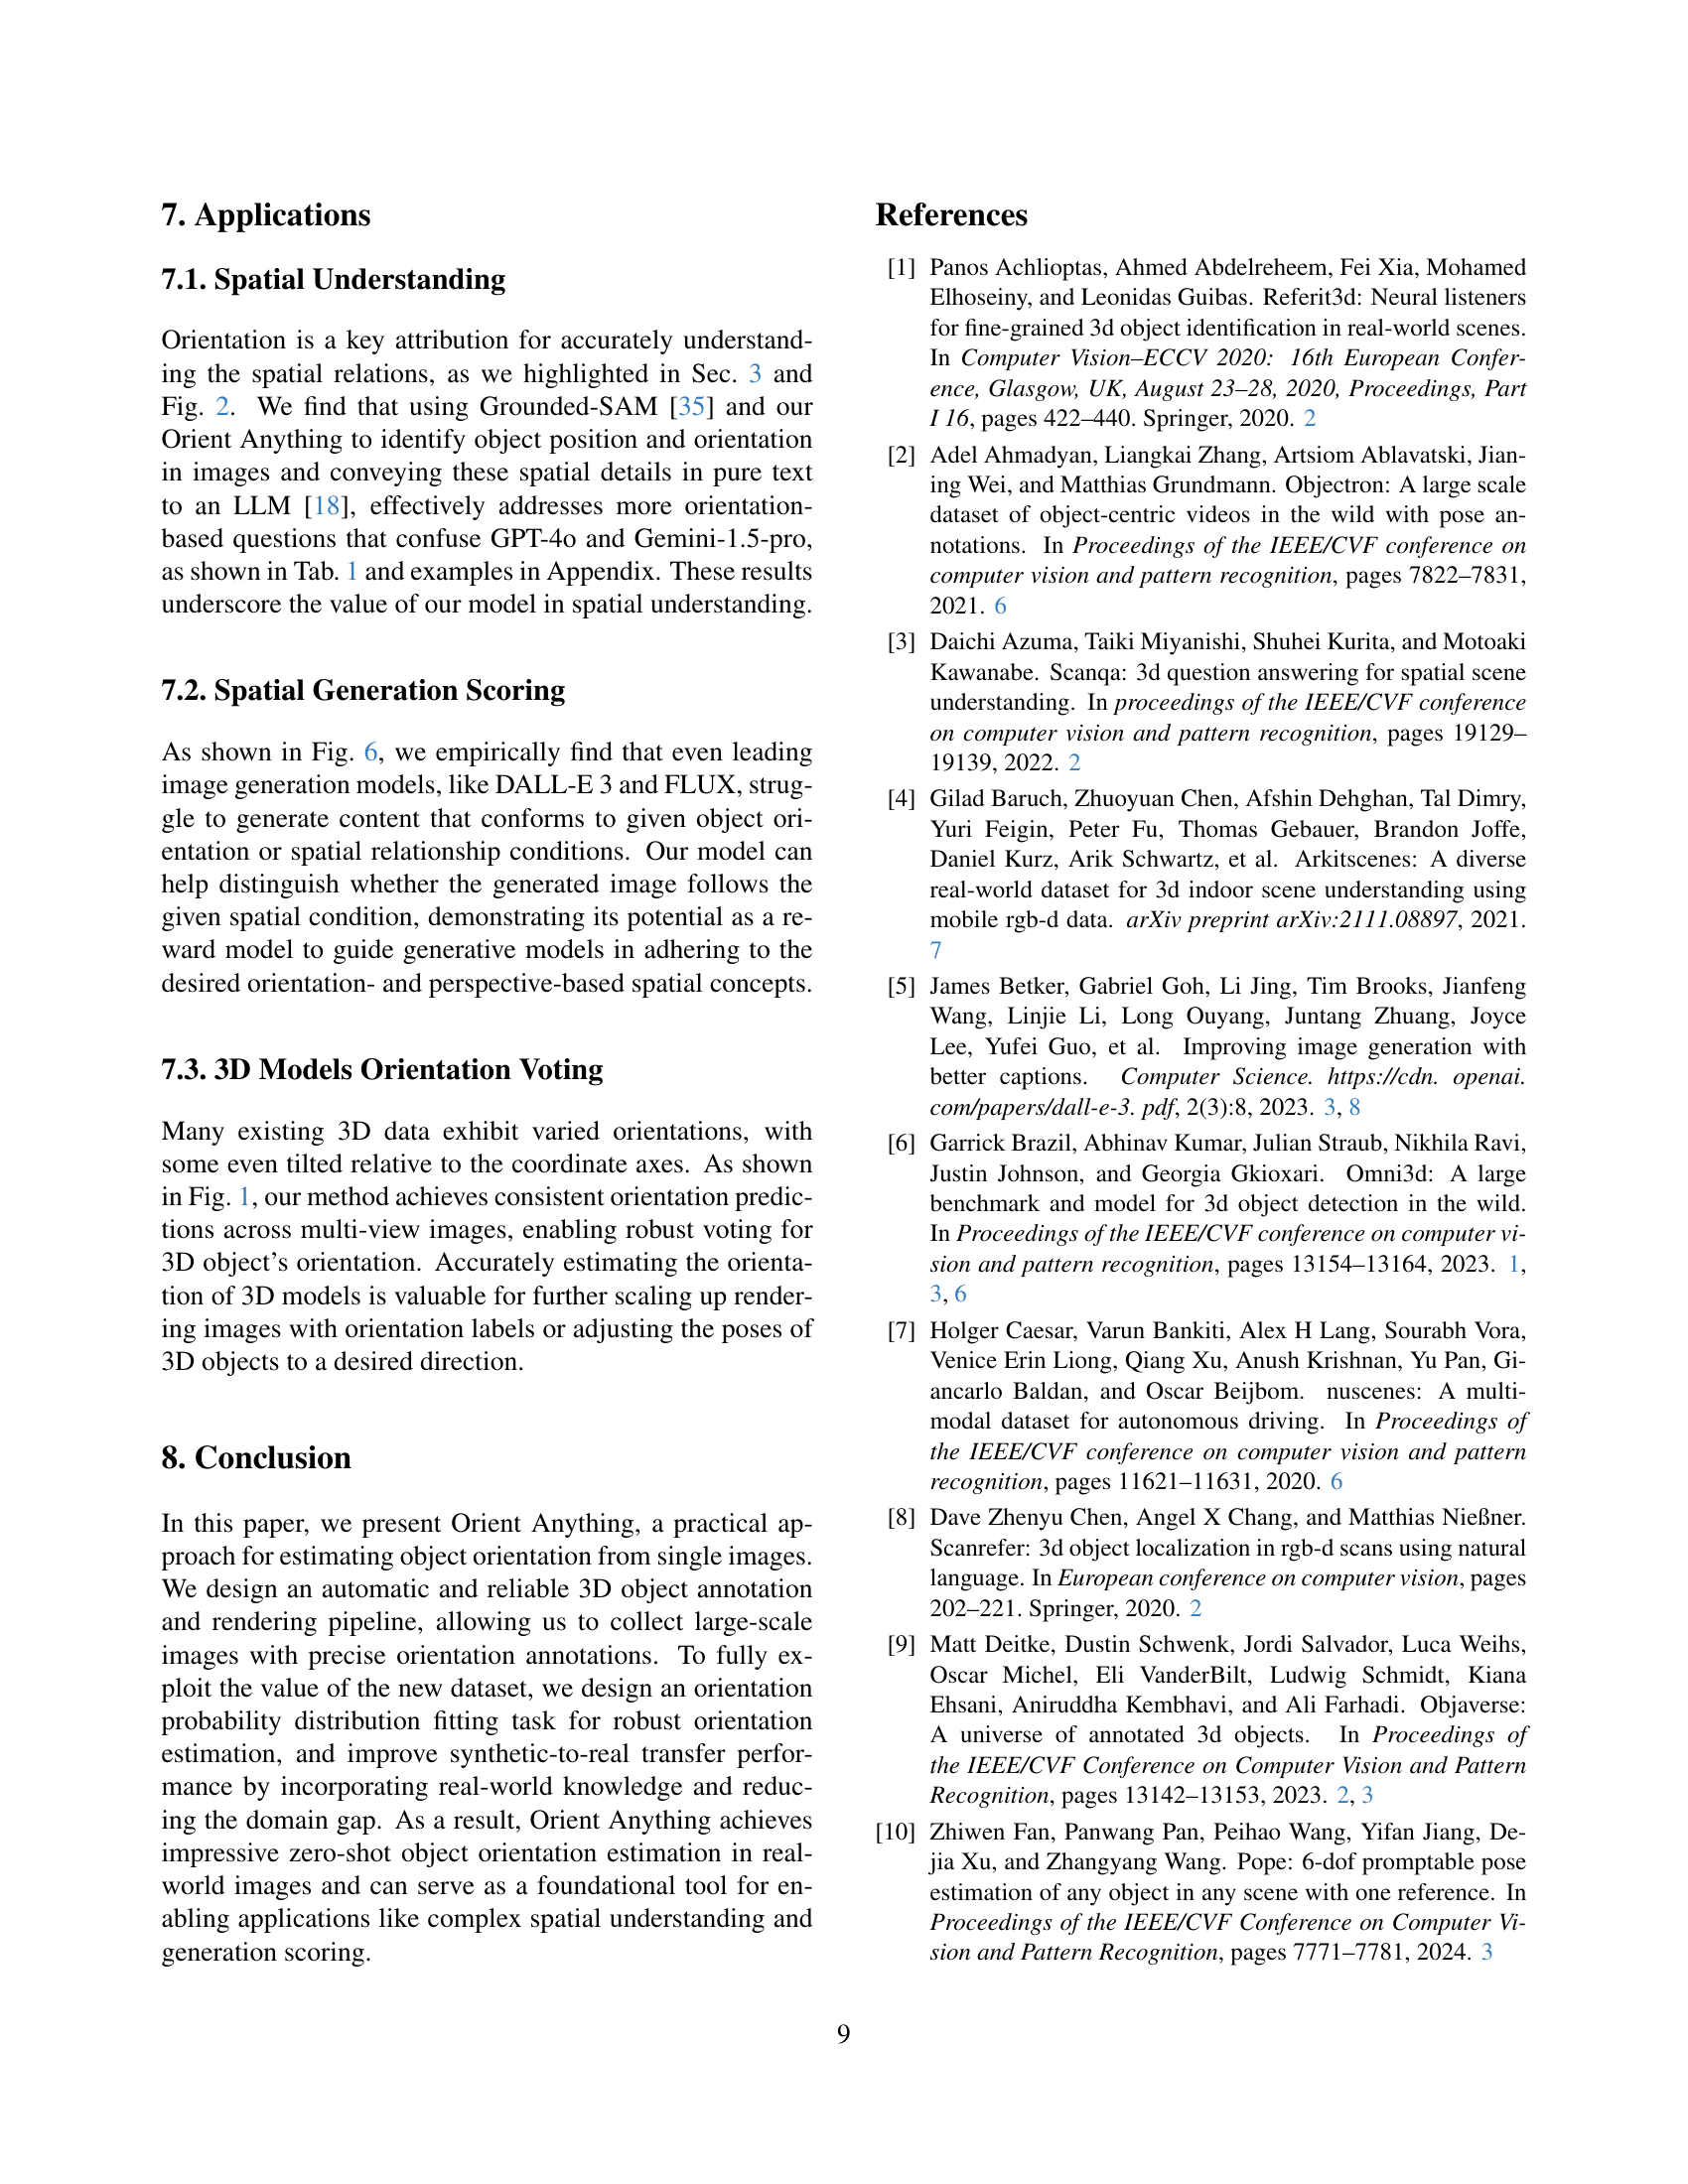 7. Applications
7.1. Spatial Understanding
Orientation is a key attribution for accurately understand-
ing the spatial relations, as we highlighted in Sec. 3 and
Fig. 2. We find that using Grounded-SAM [35] and our
Orient Anything to identify object position and orientation
in images and conveying these spatial details in pure text
to an LLM [18], effectively addresses more orientation-
based questions that confuse GPT-4o and Gemini-1.5-pro,
as shown in Tab. 1 and examples in Appendix. These results
underscore the value of our model in spatial understanding.
7.2. Spatial Generation Scoring
As shown in Fig. 6, we empirically find that even leading
image generation models, like DALL-E 3 and FLUX, strug-
gle to generate content that conforms to given object ori-
entation or spatial relationship conditions. Our model can
help distinguish whether the generated image follows the
given spatial condition, demonstrating its potential as a re-
ward model to guide generative models in adhering to the
desired orientation- and perspective-based spatial concepts.
7.3. 3D Models Orientation Voting
Many existing 3D data exhibit varied orientations, with
some even tilted relative to the coordinate axes. As shown
in Fig. 1, our method achieves consistent orientation predic-
tions across multi-view images, enabling robust voting for
3D object's orientation. Accurately estimating the orienta-
tion of 3D models is valuable for further scaling up render-
ing images with orientation labels or adjusting the poses of
3D objects to a desired direction.
8. Conclusion
In this paper, we present Orient Anything, a practical ap-
proach for estimating object orientation from single images.
We design an automatic and reliable 3D object annotation
and rendering pipeline, allowing us to collect large-scale
images with precise orientation annotations. To fully ex-
ploit the value of the new dataset, we design an orientation
probability distribution fitting task for robust orientation
estimation, and improve synthetic-to-real transfer perfor-
mance by incorporating real-world knowledge and reduc-
ing the domain gap. As a result, Orient Anything achieves
impressive zero-shot object orientation estimation in real-
world images and can serve as a foundational tool for en-
abling applications like complex spatial understanding and
generation scoring.
References
[1] Panos Achlioptas, Ahmed Abdelreheem, Fei Xia, Mohamed
Elhoseiny, and Leonidas Guibas. Referit3d: Neural listeners
for fine-grained 3d object identification in real-world scenes.
In Computer Vision–ECCV 2020: 16th European Confer-
ence, Glasgow, UK, August 23–28, 2020, Proceedings, Part
I 16, pages 422–440. Springer, 2020. 2
[2] Adel Ahmadyan, Liangkai Zhang, Artsiom Ablavatski, Jian-
ing Wei, and Matthias Grundmann. Objectron: A large scale
dataset of object-centric videos in the wild with pose an-
notations. In Proceedings of the IEEE/CVF conference on
computer vision and pattern recognition, pages 7822–7831,
2021. 6
[3] Daichi Azuma, Taiki Miyanishi, Shuhei Kurita, and Motoaki
Kawanabe. Scanqa: 3d question answering for spatial scene
understanding. In proceedings of the IEEE/CVF conference
on computer vision and pattern recognition, pages 19129–
19139, 2022. 2
[4] Gilad Baruch, Zhuoyuan Chen, Afshin Dehghan, Tal Dimry,
Yuri Feigin, Peter Fu, Thomas Gebauer, Brandon Joffe,
Daniel Kurz, Arik Schwartz, et al. Arkitscenes: A diverse
real-world dataset for 3d indoor scene understanding using
mobile rgb-d data. arXiv preprint arXiv:2111.08897, 2021.
7
[5] James Betker, Gabriel Goh, Li Jing, Tim Brooks, Jianfeng
Wang, Linjie Li, Long Ouyang, Juntang Zhuang, Joyce
Lee, Yufei Guo, et al. Improving image generation with
better captions. Computer Science. https://cdn. openai.
com/papers/dall-e-3. pdf, 2(3):8, 2023. 3, 8
[6] Garrick Brazil, Abhinav Kumar, Julian Straub, Nikhila Ravi,
Justin Johnson, and Georgia Gkioxari. Omni3d: A large
benchmark and model for 3d object detection in the wild.
In Proceedings of the IEEE/CVF conference on computer vi-
sion and pattern recognition, pages 13154–13164, 2023. 1,
3, 6
[7] Holger Caesar, Varun Bankiti, Alex H Lang, Sourabh Vora,
Venice Erin Liong, Qiang Xu, Anush Krishnan, Yu Pan, Gi-
ancarlo Baldan, and Oscar Beijbom. nuscenes: A multi-
modal dataset for autonomous driving. In Proceedings of
the IEEE/CVF conference on computer vision and pattern
recognition, pages 11621–11631, 2020. 6
[8] Dave Zhenyu Chen, Angel X Chang, and Matthias Nießner.
Scanrefer: 3d object localization in rgb-d scans using natural
language. In European conference on computer vision, pages
202–221. Springer, 2020. 2
[9] Matt Deitke, Dustin Schwenk, Jordi Salvador, Luca Weihs,
Oscar Michel, Eli VanderBilt, Ludwig Schmidt, Kiana
Ehsani, Aniruddha Kembhavi, and Ali Farhadi. Objaverse:
A universe of annotated 3d objects. In Proceedings of
the IEEE/CVF Conference on Computer Vision and Pattern
Recognition, pages 13142–13153, 2023. 2, 3
[10] Zhiwen Fan, Panwang Pan, Peihao Wang, Yifan Jiang, De-
jia Xu, and Zhangyang Wang. Pope: 6-dof promptable pose
estimation of any object in any scene with one reference. In
Proceedings of the IEEE/CVF Conference on Computer Vi-
sion and Pattern Recognition, pages 7771–7781, 2024. 3
9